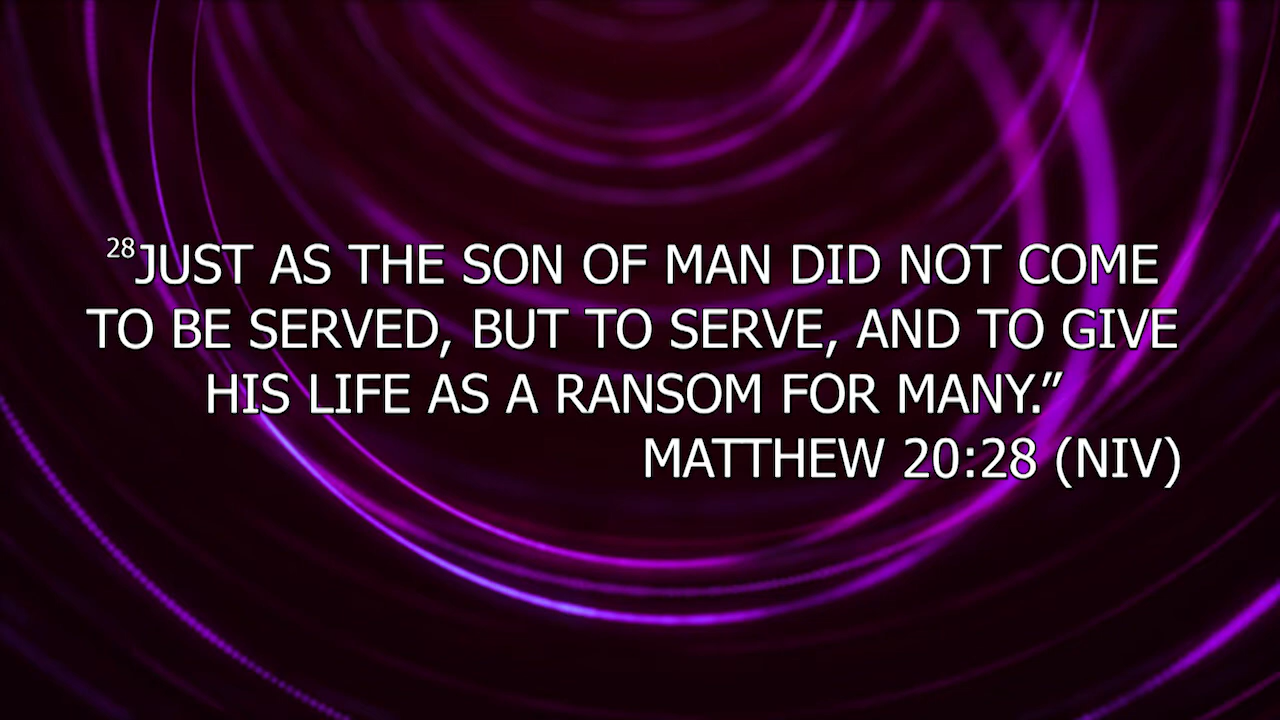 28JUST AS THE SON OF MAN DID NOT COME
TO BE SERVED, BUT TO SERVE, AND TO GIVE
HIS LIFE AS A RANSOM FOR MANY.”
MATTHEW 20:28 (NIV)